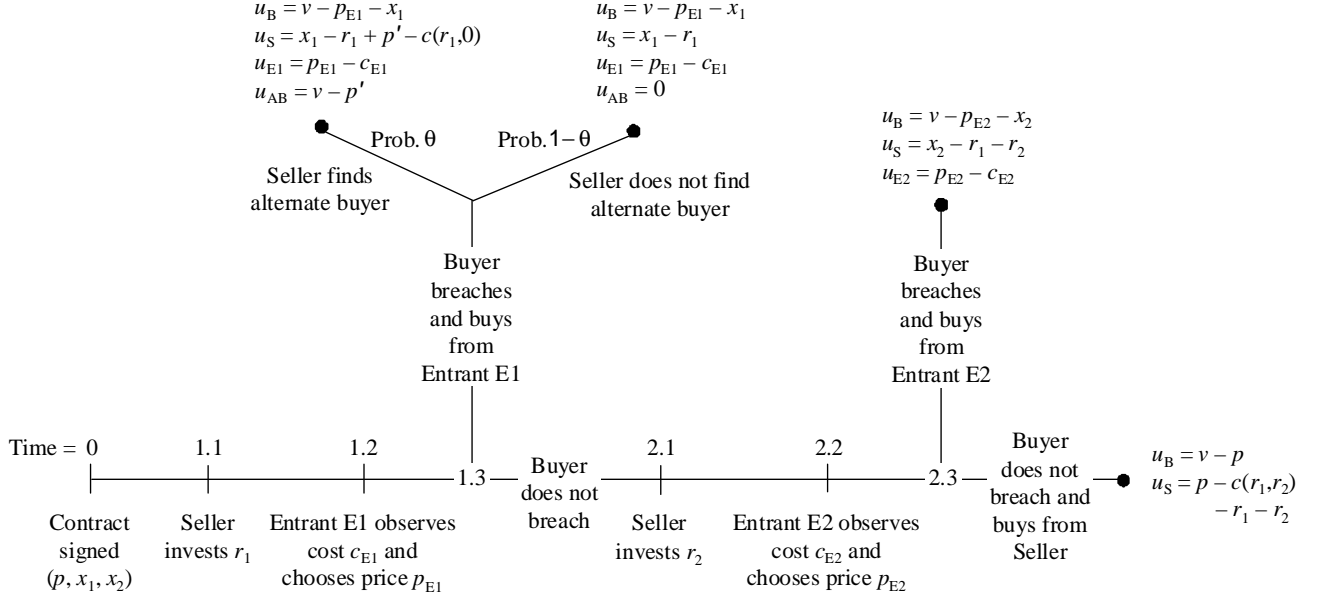 u_B = v – p_E1 – x_1
u_S = x_1 – r_1 + p′ – c(r_1,0)
u_E1 = p_E1 – c_E1
u_AB = v – p′
u_B = v – p_E1 – x_1
u_S = x_1 – r_1
u_E1 = p_E1 – c_E1
u_AB = 0
Prob. θ
Prob. 1– θ
Seller finds
alternate buyer
Seller does not find
alternate buyer
u_B = v – p_E2 – x_2
u_S = x_2 – r_1 – r_2
u_E2 = p_E2 – c_E2
Buyer
breaches
and buys
from
Entrant E1
Buyer
breaches
and buys
from
Entrant E2
Time = 0
1.1
1.2
1.3
2.1
2.2
2.3
Contract
signed
(p, x_1, x_2)
Seller
invests r_1
Entrant E1 observes
cost c_E1 and
chooses price p_E1
Buyer
does not
breach
Seller
invests r_2
Entrant E2 observes
cost c_E2 and
chooses price p_E2
Buyer
does not
breach and
buys from
Seller
u_B = v – p
u_S = p – c(r_1,r_2)
– r_1 – r_2